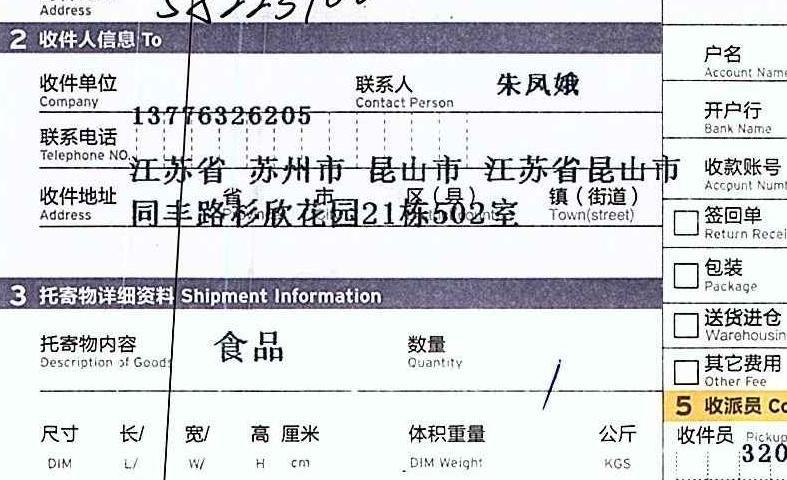 Address
2 收件人信息 To
收件单位 联系人 朱凤娥
Company Contact Person
13776326205
联系电话
Telephone NO.
江苏省 苏州市 昆山市 江苏省昆山市
收件地址 省 市 区(县) 镇(街道)
Address Town(street)
同丰路杉欣花园21栋502室
3 托寄物详细资料 Shipment Information
托寄物内容 食品 数量
Description of Goods Quantity
尺寸 长/ 宽/ 高 厘米 体积重量 公斤
DIM L/ W/ H cm DIM Weight KGS
户名
Account Name
开户行
Bank Name
收款账号
Account Num
签回单
Return Recei
包装
Package
送货进仓
Warehousin
其它费用
Other Fee
5 收派员 Co
收件员 Pickup
320